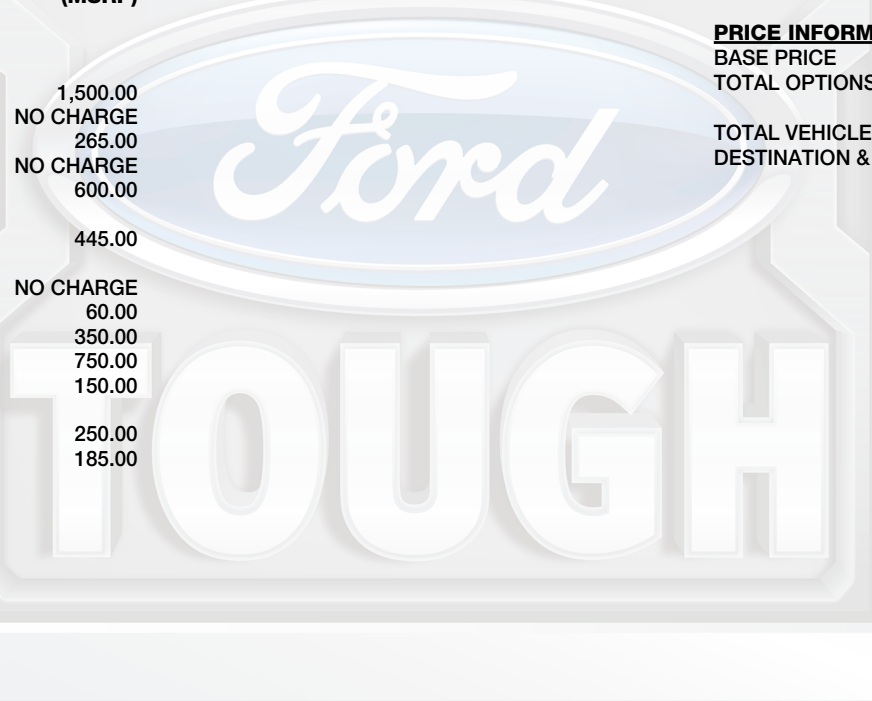 (MSRP)
1,500.00
NO CHARGE
265.00
NO CHARGE
600.00
445.00
NO CHARGE
60.00
350.00
750.00
150.00
250.00
185.00
PRICE INFORM
BASE PRICE
TOTAL OPTIONS
TOTAL VEHICLE
DESTINATION &
Ford
TOUGH